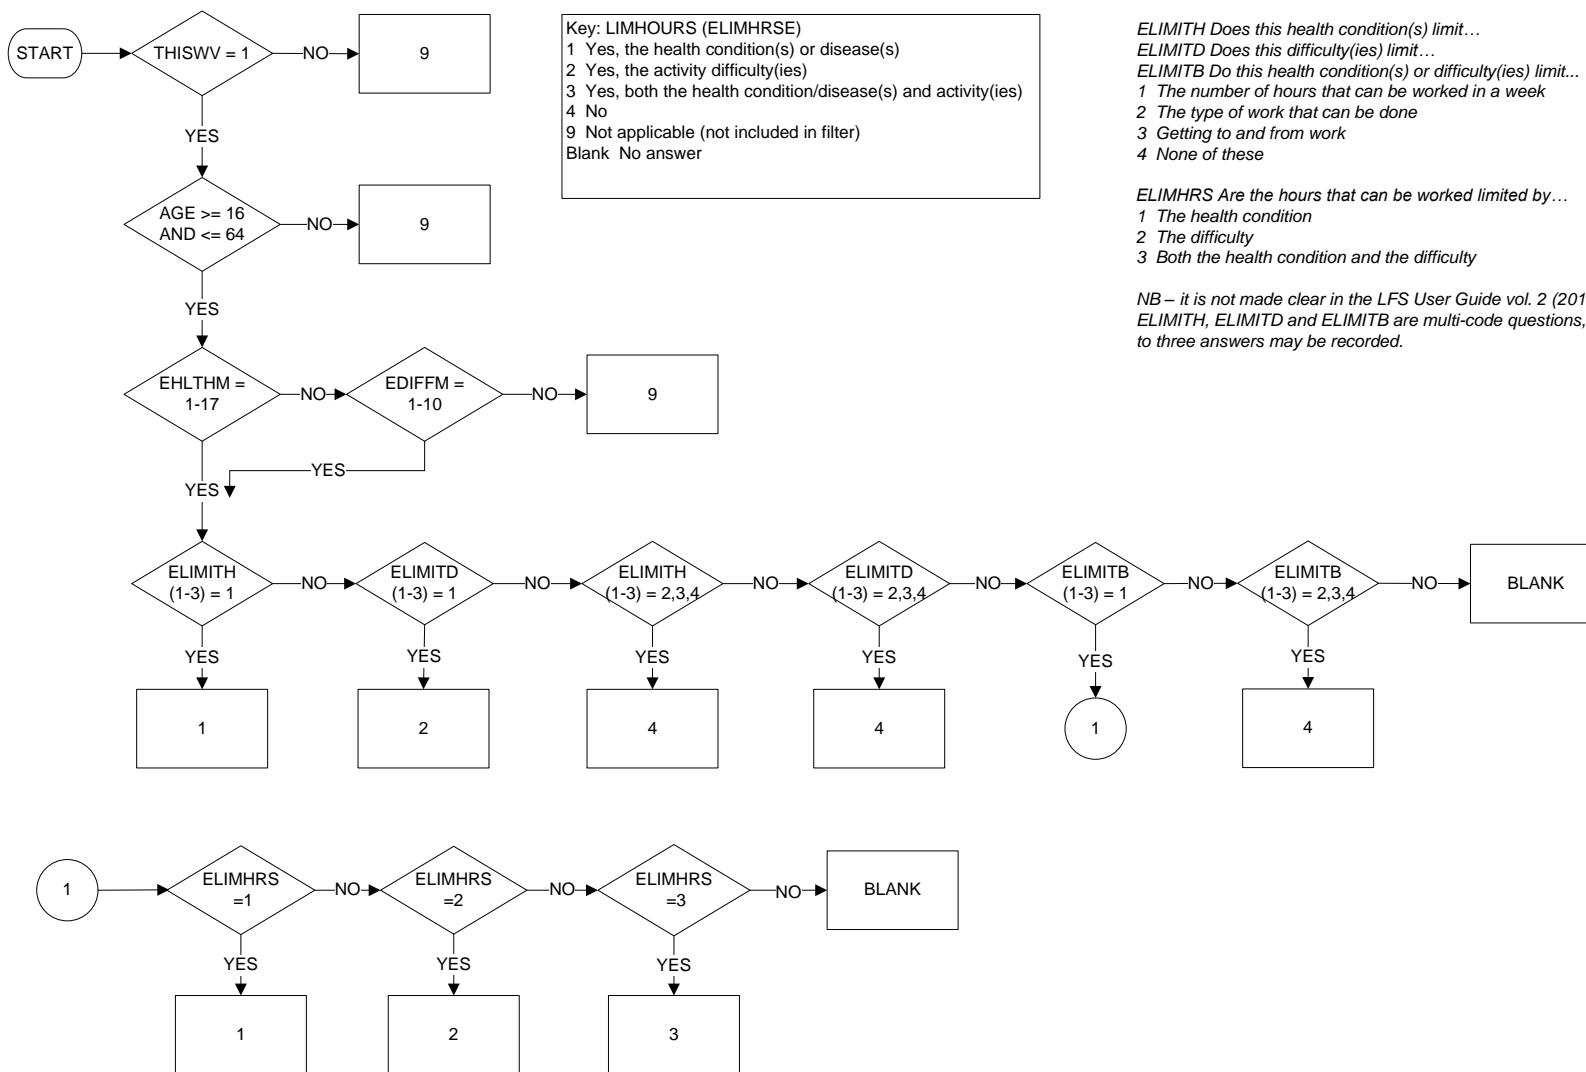 START
THISWV = 1
NO
9
YES
AGE >= 16
AND <= 64
NO
9
YES
EHLTHM =
1-17
NO
EDIFFM =
1-10
NO
9
YES
YES
ELIMITH
(1-3) = 1
NO
ELIMITD
(1-3) = 1
NO
ELIMITH
(1-3) = 2,3,4
NO
ELIMITD
(1-3) = 2,3,4
NO
ELIMITB
(1-3) = 1
NO
ELIMITB
(1-3) = 2,3,4
NO
BLANK
YES
YES
YES
YES
YES
YES
1
2
4
4
1
4
1
ELIMHRS
=1
NO
ELIMHRS
=2
NO
ELIMHRS
=3
NO
BLANK
YES
YES
YES
1
2
3
Key: LIMHOURS (ELIMHRSE)
1 Yes, the health condition(s) or disease(s)
2 Yes, the activity difficulty(ies)
3 Yes, both the health condition/disease(s) and activity(ies)
4 No
9 Not applicable (not included in filter)
Blank No answer
ELIMITH Does this health condition(s) limit…
ELIMITD Does this difficulty(ies) limit…
ELIMITB Do this health condition(s) or difficulty(ies) limit...
1 The number of hours that can be worked in a week
2 The type of work that can be done
3 Getting to and from work
4 None of these
ELIMHRS Are the hours that can be worked limited by…
1 The health condition
2 The difficulty
3 Both the health condition and the difficulty
NB – it is not made clear in the LFS User Guide vol. 2 (201
ELIMITH, ELIMITD and ELIMITB are multi-code questions,
to three answers may be recorded.